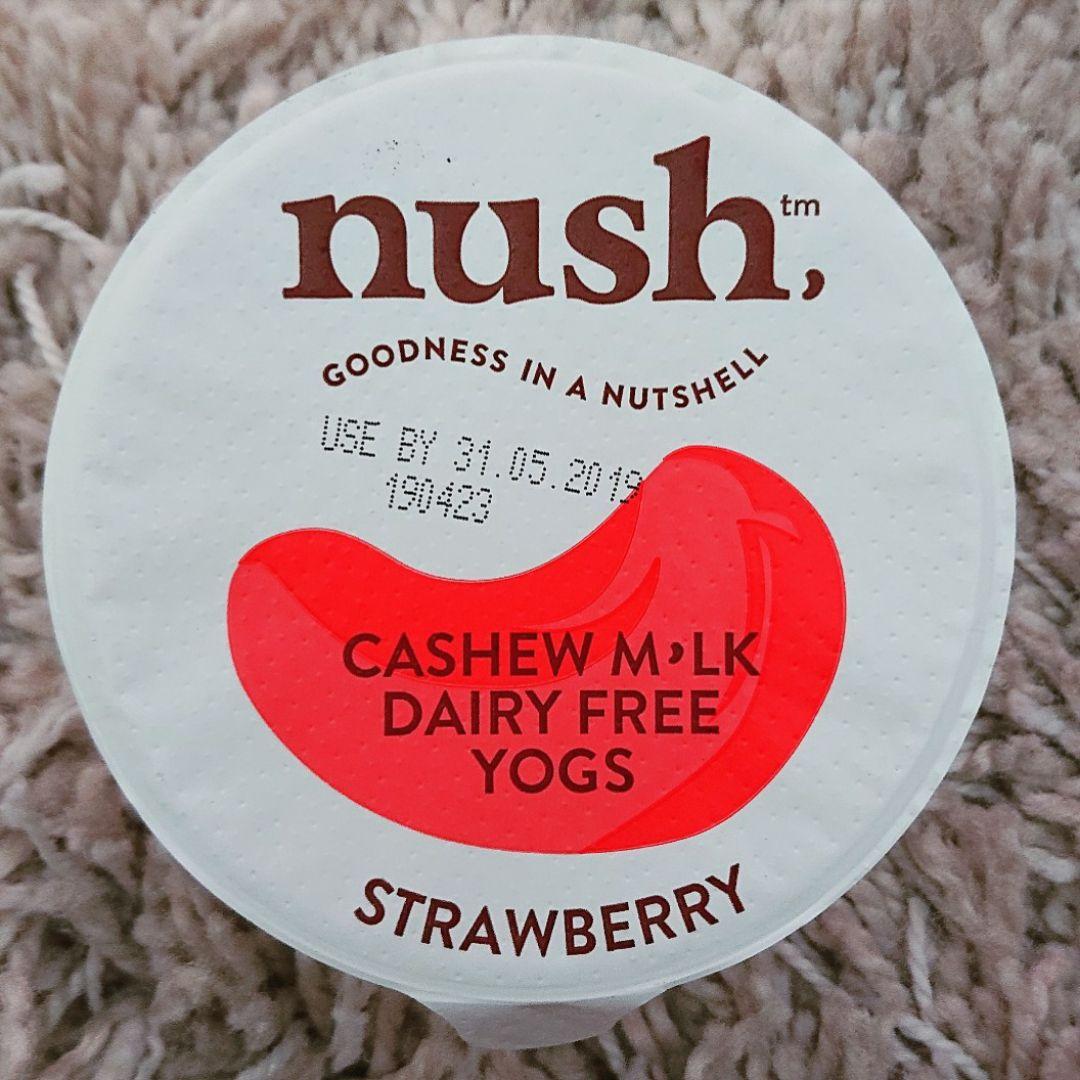 nush,™
GOODNESS IN A NUTSHELL
USE BY 31.05.2019
190423
CASHEW M,LK
DAIRY FREE
YOGS
STRAWBERRY